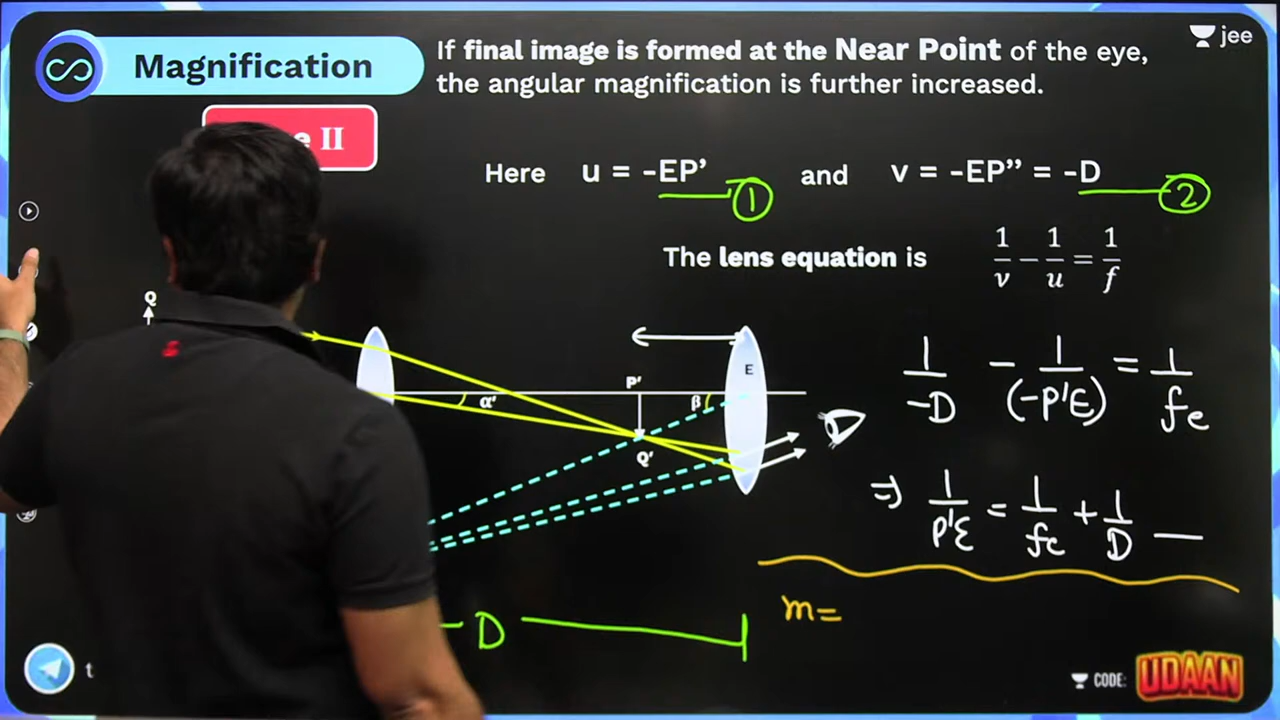 Magnification
If final image is formed at the Near Point of the eye,
the angular magnification is further increased.
jee
II
Here u = -EP’ ① and v = -EP” = -D ②
The lens equation is 1/v − 1/u = 1/f
Q
E
P'
α'
β
Q'
1/-D - 1/(-P'E) = 1/fe
⇒ 1/P'E = 1/fe + 1/D —
m=
D
t
CODE: UDAAN